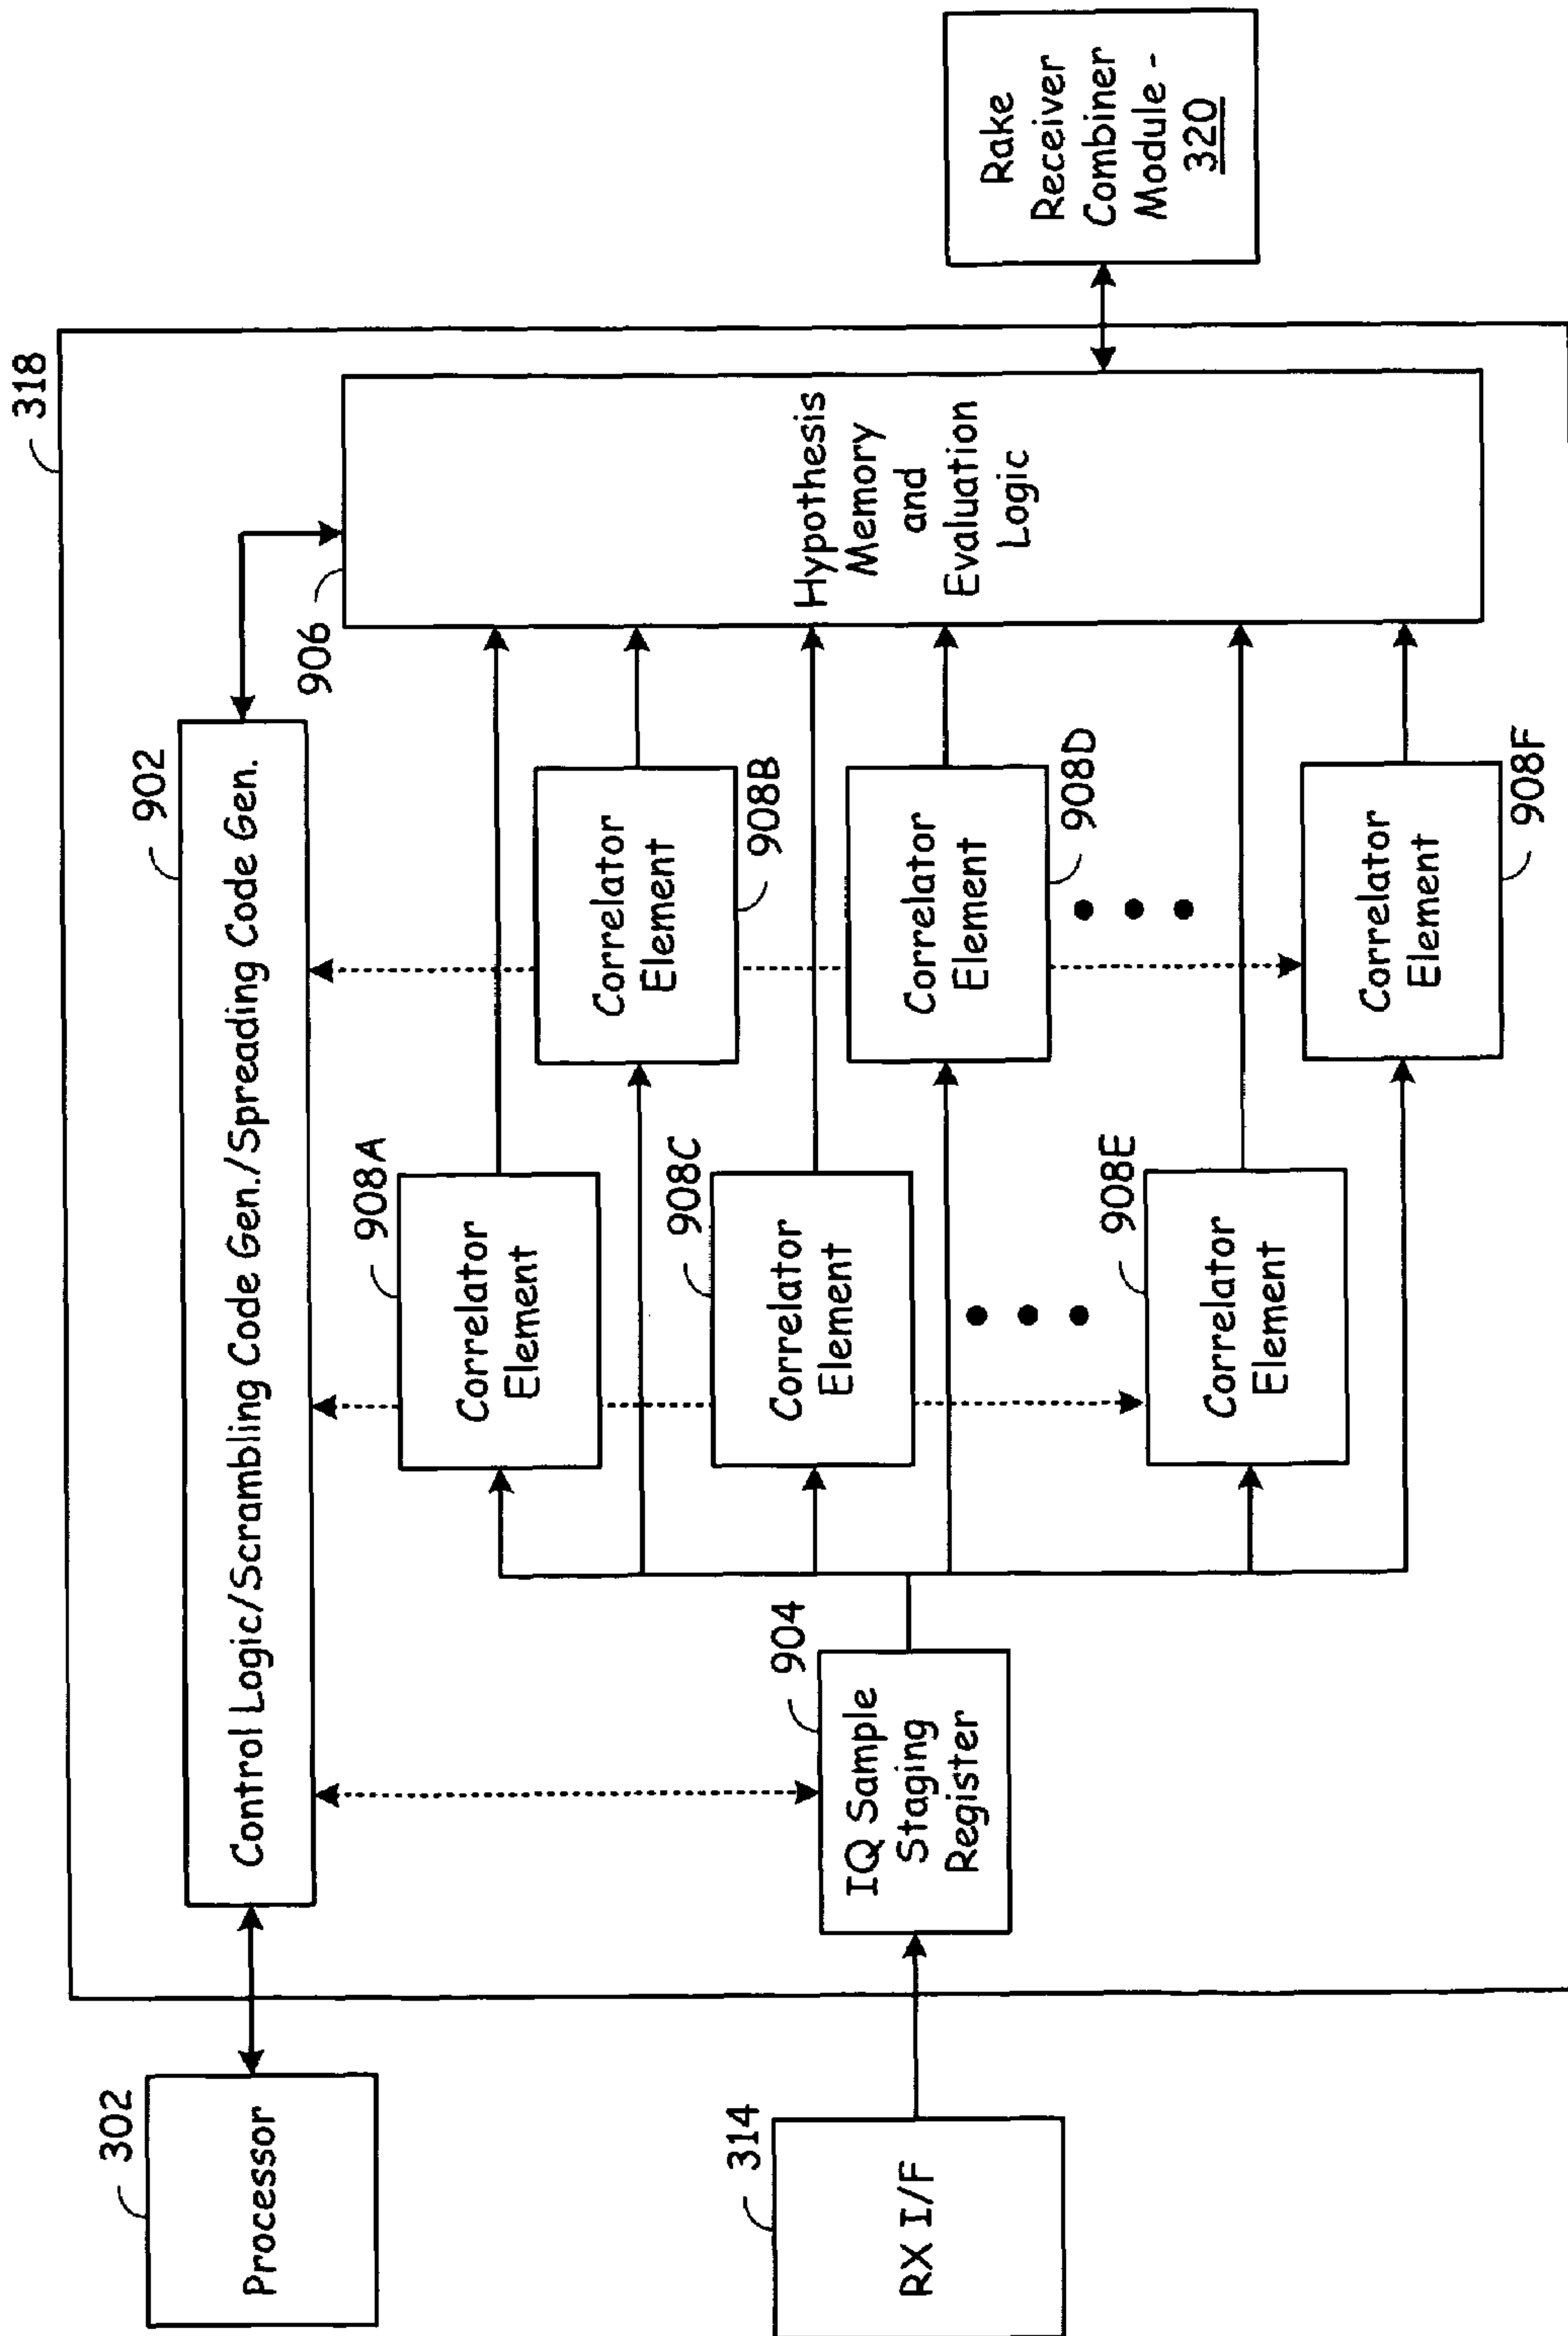 318
902
Control Logic/Scrambling Code Gen./Spreading Code Gen.
302
Processor
314
RX I/F
904
IQ Sample
Staging
Register
908A
Correlator
Element
908B
Correlator
Element
908C
Correlator
Element
908D
Correlator
Element
908E
Correlator
Element
908F
Correlator
Element
906
Hypothesis
Memory
and
Evaluation
Logic
Rake
Receiver
Combiner
Module -
320